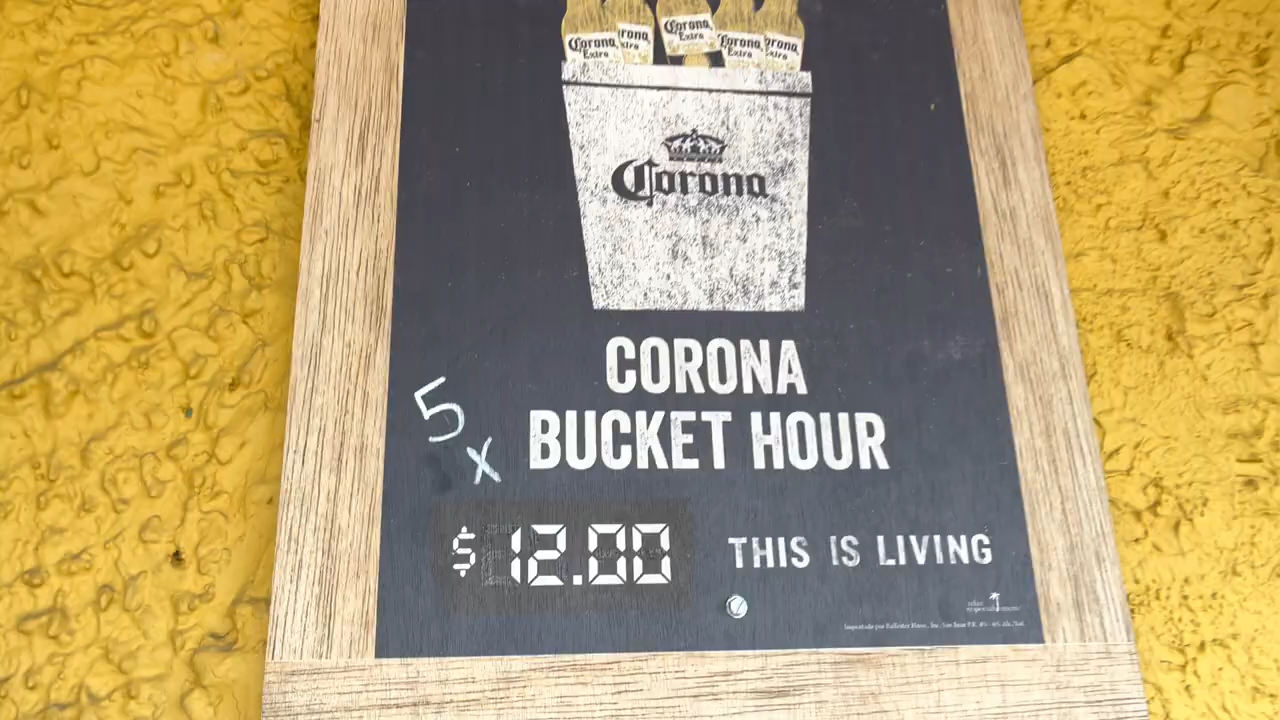 Corona
Extra
Corona
Extra
Corona
Extra
Corona
Extra
Corona
Extra
Corona
CORONA
BUCKET HOUR
5 x
$ 12.00
THIS IS LIVING